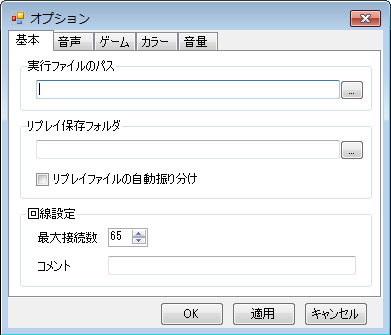 オプション
基本 音声 ゲーム カラー 音量
実行ファイルのパス
...
リプレイ保存フォルダ
...
リプレイファイルの自動振り分け
回線設定
最大接続数 65
コメント
OK 適用 キャンセル